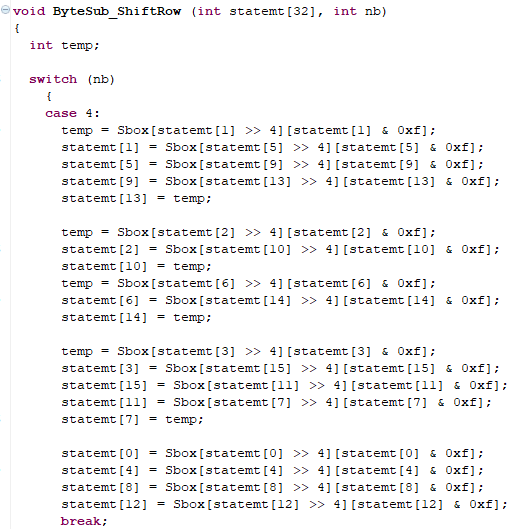 void ByteSub_ShiftRow (int statemt[32], int nb)
{
  int temp;

  switch (nb)
    {
    case 4:
      temp = Sbox[statemt[1] >> 4][statemt[1] & 0xf];
      statemt[1] = Sbox[statemt[5] >> 4][statemt[5] & 0xf];
      statemt[5] = Sbox[statemt[9] >> 4][statemt[9] & 0xf];
      statemt[9] = Sbox[statemt[13] >> 4][statemt[13] & 0xf];
      statemt[13] = temp;

      temp = Sbox[statemt[2] >> 4][statemt[2] & 0xf];
      statemt[2] = Sbox[statemt[10] >> 4][statemt[10] & 0xf];
      statemt[10] = temp;
      temp = Sbox[statemt[6] >> 4][statemt[6] & 0xf];
      statemt[6] = Sbox[statemt[14] >> 4][statemt[14] & 0xf];
      statemt[14] = temp;

      temp = Sbox[statemt[3] >> 4][statemt[3] & 0xf];
      statemt[3] = Sbox[statemt[15] >> 4][statemt[15] & 0xf];
      statemt[15] = Sbox[statemt[11] >> 4][statemt[11] & 0xf];
      statemt[11] = Sbox[statemt[7] >> 4][statemt[7] & 0xf];
      statemt[7] = temp;

      statemt[0] = Sbox[statemt[0] >> 4][statemt[0] & 0xf];
      statemt[4] = Sbox[statemt[4] >> 4][statemt[4] & 0xf];
      statemt[8] = Sbox[statemt[8] >> 4][statemt[8] & 0xf];
      statemt[12] = Sbox[statemt[12] >> 4][statemt[12] & 0xf];
      break;